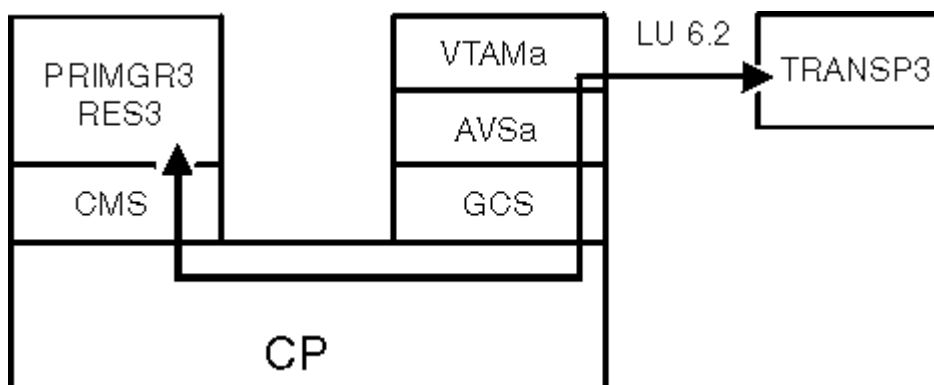 PRIMGR3
RES3
CMS
VTAMa
AVSa
GCS
LU 6.2
TRANSP3
CP